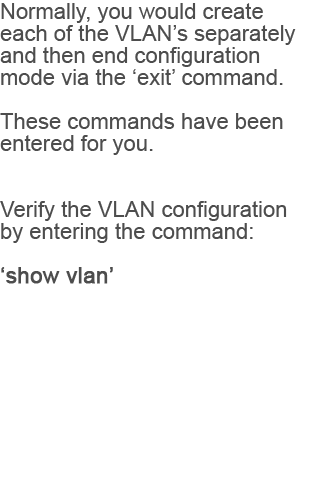 Normally, you would create
each of the VLAN’s separately
and then end configuration
mode via the ‘exit’ command.
These commands have been
entered for you.
Verify the VLAN configuration
by entering the command:
‘show vlan’